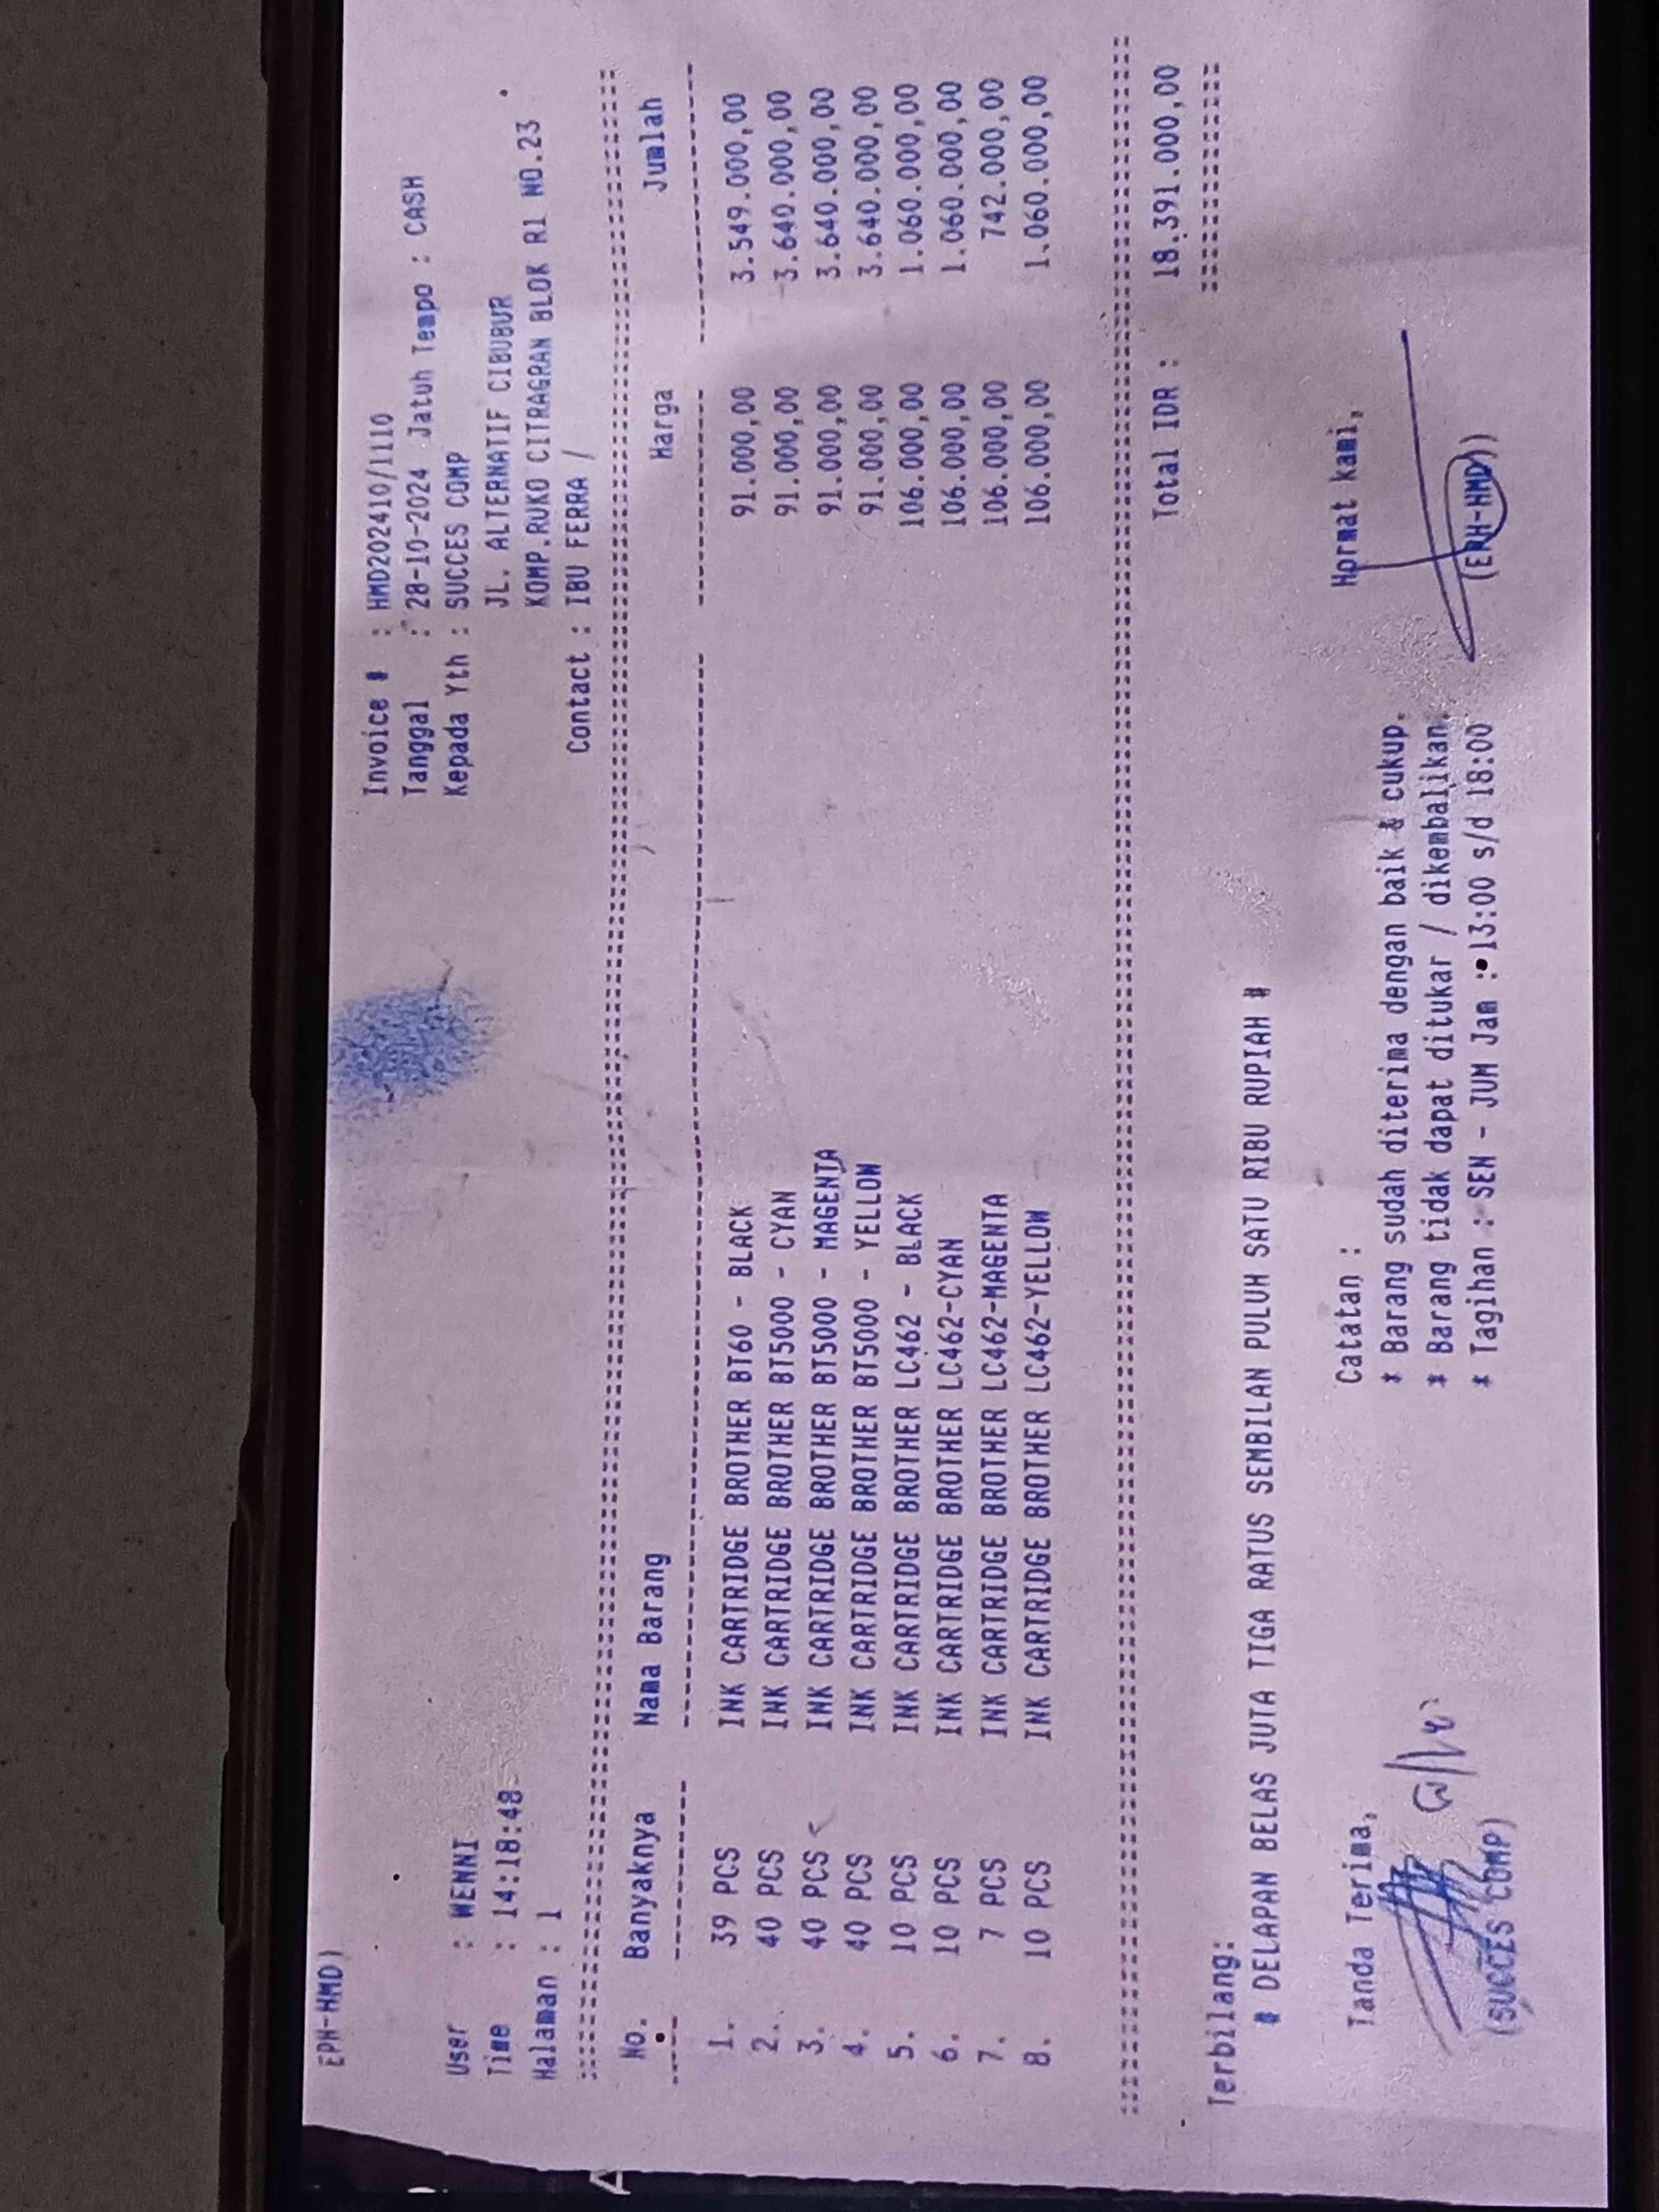 EPN-HMD)
Invoice # : HMD202410/1110
Tanggal : 28-10-2024 Jatuh Tempo : CASH
User : WENNI Kepada Yth : SUCCES COMP
Time : 14:18:48 JL. ALTERNATIF CIBUBUR
Halaman : 1 KOMP.RUKO CITRAGRAN BLOK R1 NO.23
Contact : IBU FERRA /
No. Banyaknya Nama Barang Harga Jumlah
1. 39 PCS INK CARTRIDGE BROTHER BT60 - BLACK 91.000,00 3.549.000,00
2. 40 PCS INK CARTRIDGE BROTHER BT5000 - CYAN 91.000,00 3.640.000,00
3. 40 PCS INK CARTRIDGE BROTHER BT5000 - MAGENTA 91.000,00 3.640.000,00
4. 40 PCS INK CARTRIDGE BROTHER BT5000 - YELLOW 91.000,00 3.640.000,00
5. 10 PCS INK CARTRIDGE BROTHER LC462 - BLACK 106.000,00 1.060.000,00
6. 10 PCS INK CARTRIDGE BROTHER LC462-CYAN 106.000,00 1.060.000,00
7. 7 PCS INK CARTRIDGE BROTHER LC462-MAGENTA 106.000,00 742.000,00
8. 10 PCS INK CARTRIDGE BROTHER LC462-YELLOW 106.000,00 1.060.000,00
Total IDR : 18.391.000,00
Terbilang:
# DELAPAN BELAS JUTA TIGA RATUS SEMBILAN PULUH SATU RIBU RUPIAH #
Tanda Terima, Catatan : Hormat kami,
* Barang sudah diterima dengan baik & cukup.
* Barang tidak dapat ditukar / dikembalikan.
(SUCCES COMP) * Tagihan : SEN - JUM Jam : 13:00 s/d 18:00 (ERH-HMD)